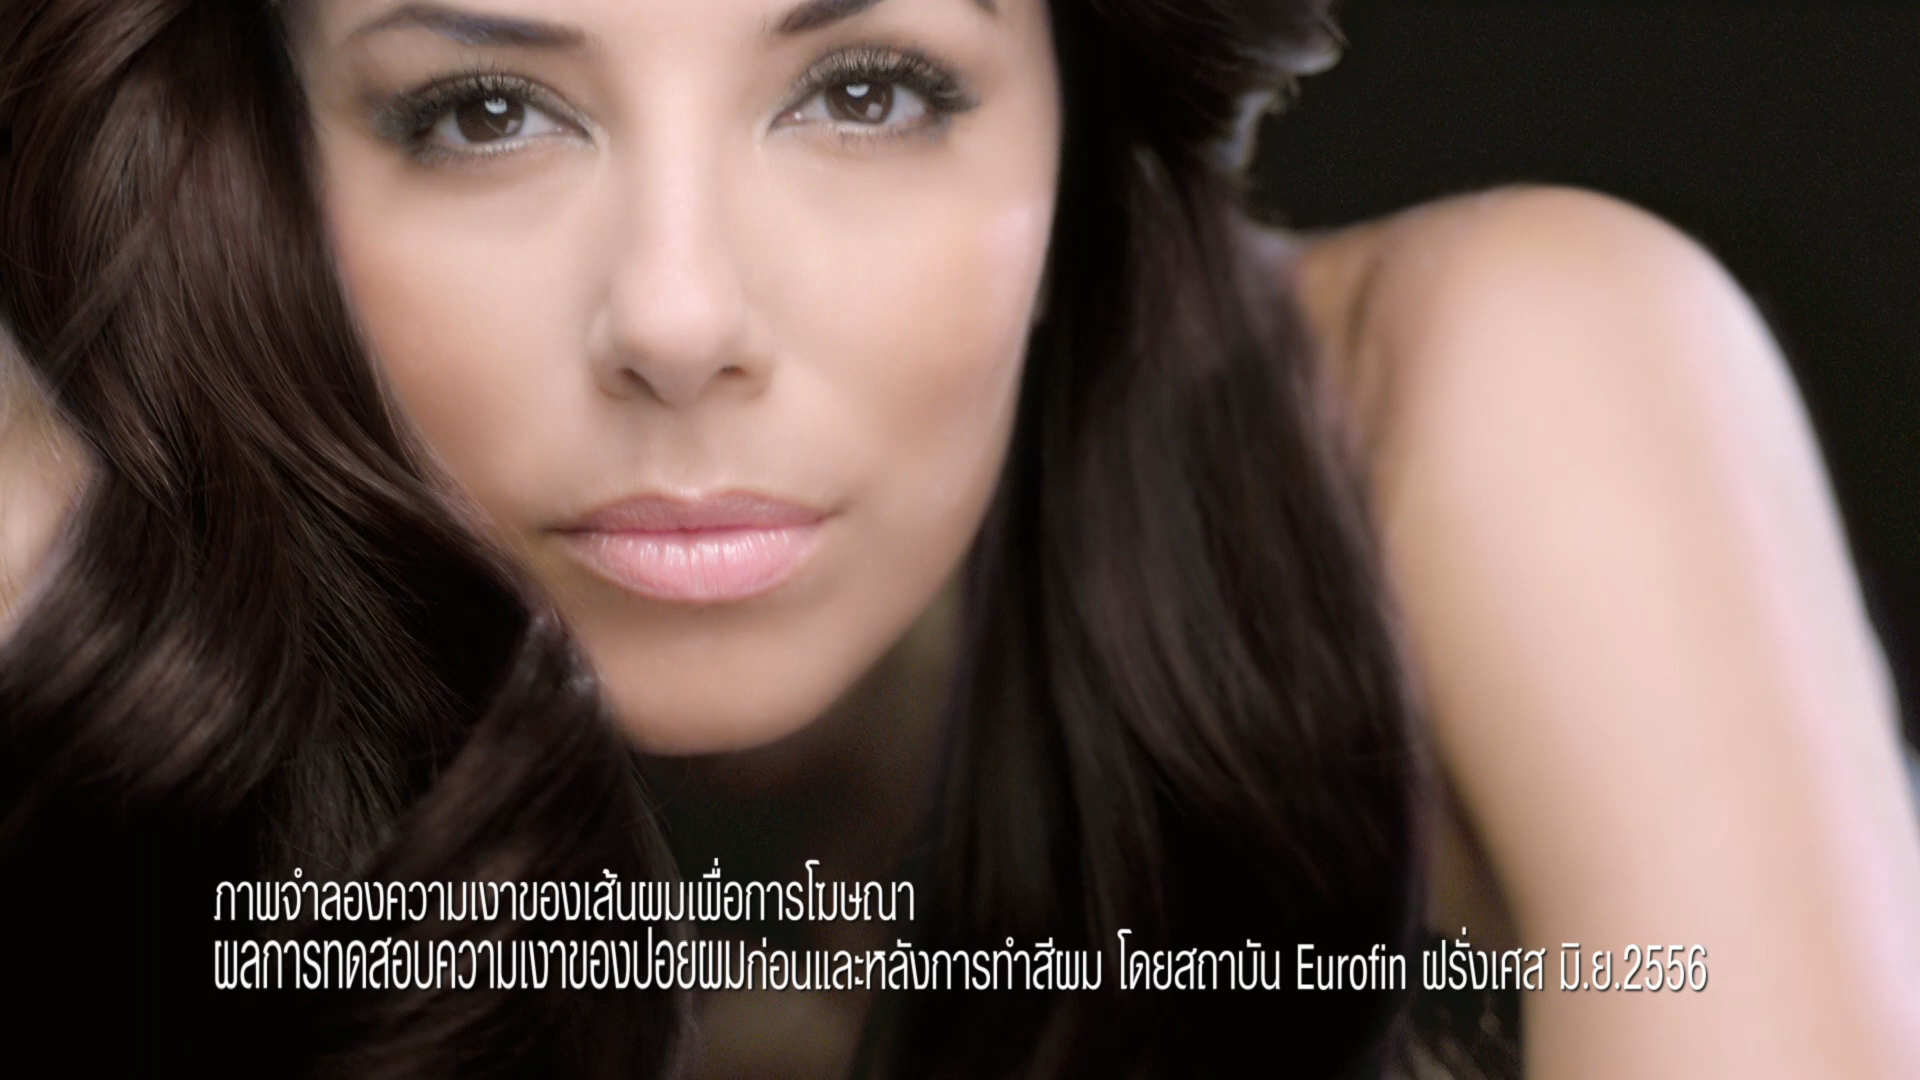 ภาพจำลองความเงาของเส้นผมเพื่อการโฆษณา
ผลการทดสอบความเงาของปอยผมก่อนและหลังการทำสีผม โดยสถาบัน Eurofin ฝรั่งเศส มิ.ย.2556